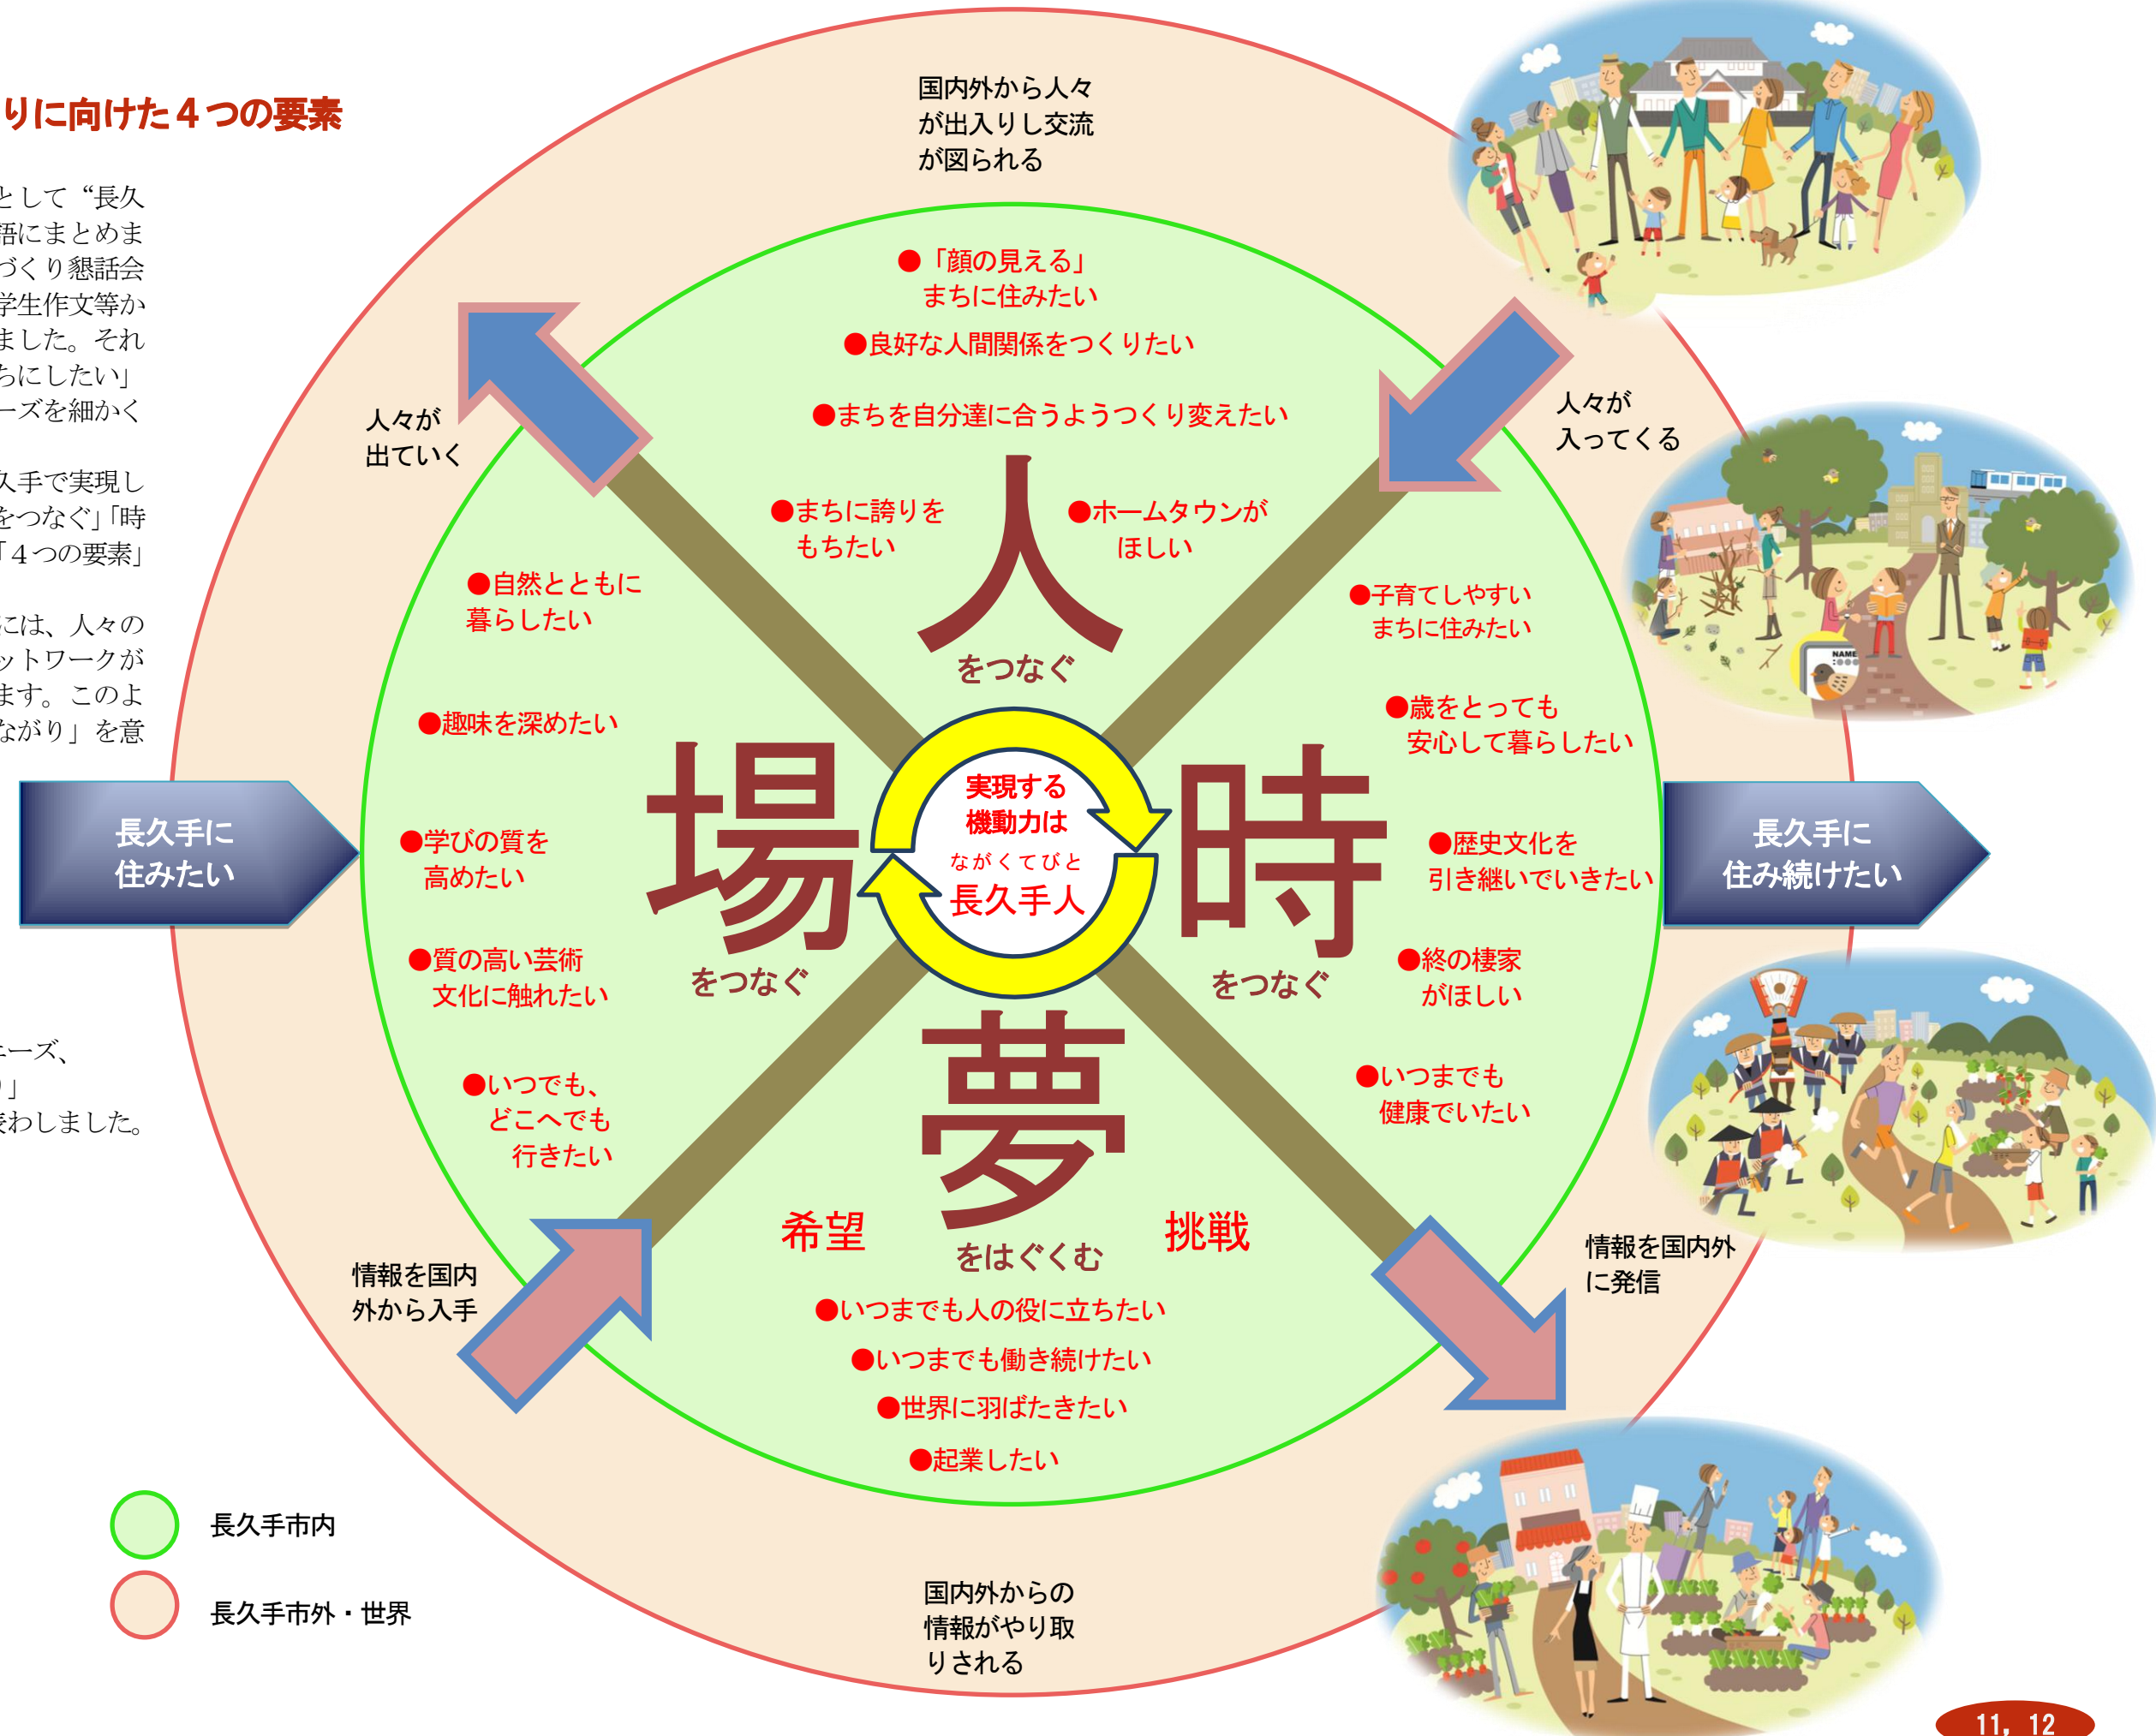 りに向けた４つの要素
として“長久
語にまとめま
づくり懇話会
学生作文等か
ました。それ
ちにしたい」
ーズを細かく
久手で実現し
をつなぐ」「時
「４つの要素」
には、人々の
ットワークが
ます。このよ
ながり」を意
ニーズ、
り」
表わしました。
国内外から人々
が出入りし交流
が図られる
人々が
出ていく
人々が
入ってくる
●「顔の見える」
まちに住みたい
●良好な人間関係をつくりたい
●まちを自分達に合うようつくり変えたい
●まちに誇りを
もちたい
●ホームタウンが
ほしい
人
をつなぐ
●自然とともに
暮らしたい
●趣味を深めたい
●学びの質を
高めたい
●質の高い芸術
文化に触れたい
●いつでも、
どこへでも
行きたい
場
をつなぐ
実現する
機動力は
ながくてびと
長久手人
時
をつなぐ
●子育てしやすい
まちに住みたい
●歳をとっても
安心して暮らしたい
●歴史文化を
引き継いでいきたい
●終の棲家
がほしい
●いつまでも
健康でいたい
長久手に
住みたい
長久手に
住み続けたい
夢
をはぐくむ
希望
挑戦
●いつまでも人の役に立ちたい
●いつまでも働き続けたい
●世界に羽ばたきたい
●起業したい
情報を国内
外から入手
情報を国内外
に発信
国内外からの
情報がやり取
りされる
長久手市内
長久手市外・世界
NAME
11, 12